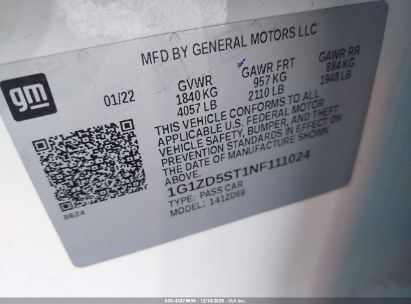 MFD BY GENERAL MOTORS LLC
gm
01/22
GVWR
1840 KG
4057 LB
GAWR FRT
957 KG
2110 LB
GAWR RR
884 KG
1948 LB
THIS VEHICLE CONFORMS TO ALL
APPLICABLE U.S. FEDERAL MOTOR
VEHICLE SAFETY, BUMPER, AND THEFT
PREVENTION STANDARDS IN EFFECT ON
THE DATE OF MANUFACTURE SHOWN
ABOVE.
1G1ZD5ST1NF111024
TYPE: PASS CAR
MODEL: 141ZD69
8624